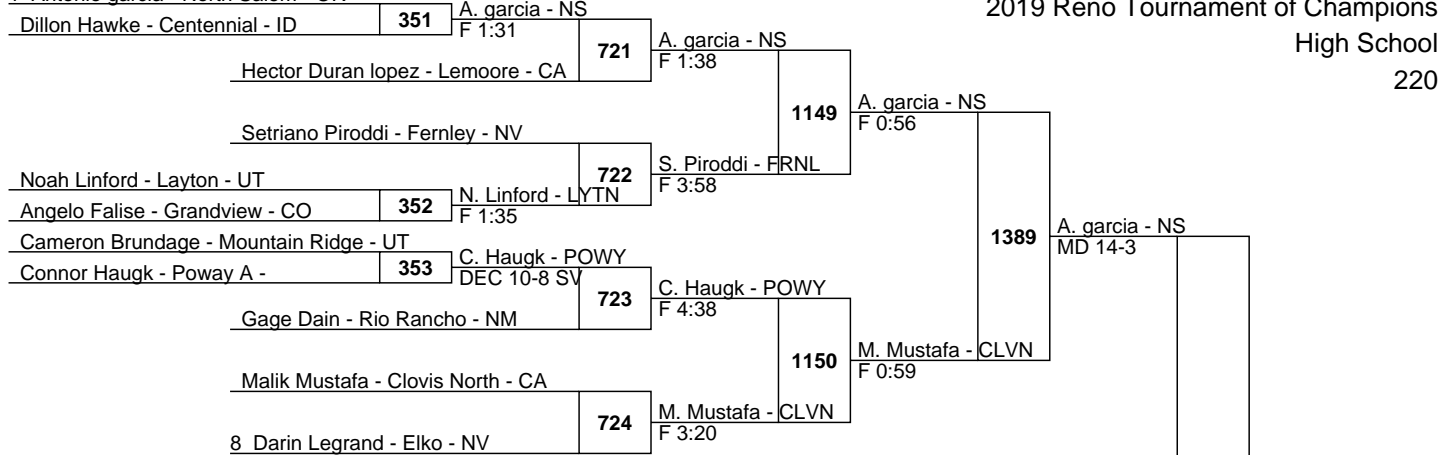 Antonio garcia - North Salem - OR
2019 Reno Tournament of Champions
High School
220
351
A. garcia - NS
F 1:31
Dillon Hawke - Centennial - ID
721
A. garcia - NS
F 1:38
Hector Duran lopez - Lemoore - CA
1149
A. garcia - NS
F 0:56
Setriano Piroddi - Fernley - NV
722
S. Piroddi - FRNL
F 3:58
Noah Linford - Layton - UT
352
N. Linford - LYTN
F 1:35
Angelo Falise - Grandview - CO
1389
A. garcia - NS
MD 14-3
Cameron Brundage - Mountain Ridge - UT
353
C. Haugk - POWY
DEC 10-8 SV
Connor Haugk - Poway A -
723
C. Haugk - POWY
F 4:38
Gage Dain - Rio Rancho - NM
1150
M. Mustafa - CLVN
F 0:59
Malik Mustafa - Clovis North - CA
724
M. Mustafa - CLVN
F 3:20
8 Darin Legrand - Elko - NV